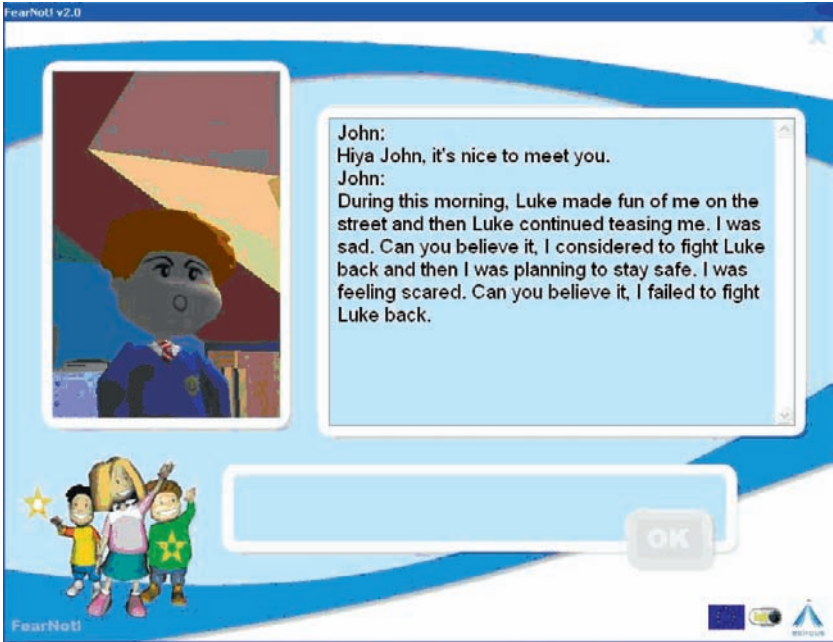 FearNot! v2.0
X
John:
Hiya John, it's nice to meet you.
John:
During this morning, Luke made fun of me on the
street and then Luke continued teasing me. I was
sad. Can you believe it, I considered to fight Luke
back and then I was planning to stay safe. I was
feeling scared. Can you believe it, I failed to fight
Luke back.
OK
FearNot!